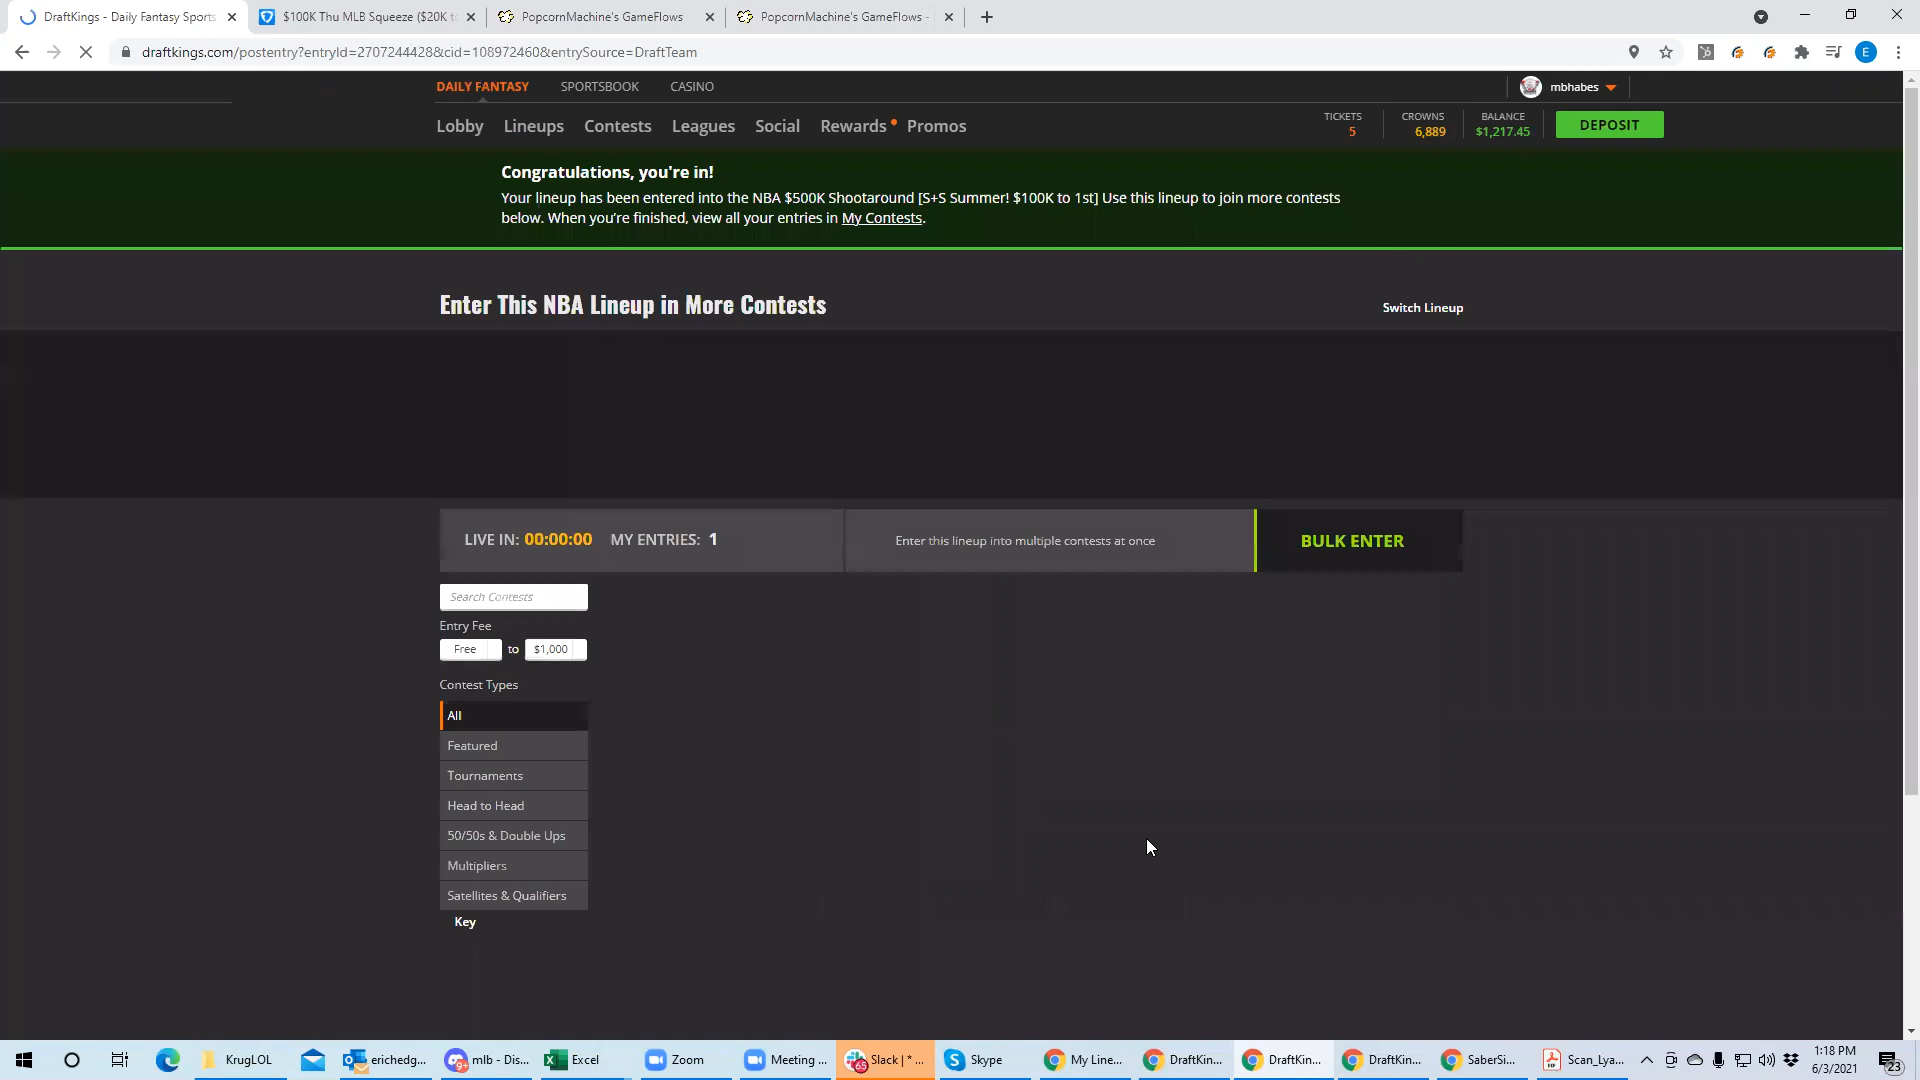 DraftKings - Daily Fantasy Sports
$100K Thu MLB Squeeze ($20K to
PopcornMachine's GameFlows
PopcornMachine's GameFlows -
draftkings.com/postentry?entryId=2707244428&cid=108972460&entrySource=DraftTeam
E
DAILY FANTASY
SPORTSBOOK
CASINO
mbhabes
Lobby
Lineups
Contests
Leagues
Social
Rewards
Promos
TICKETS
5
CROWNS
6,889
BALANCE
$1,217.45
DEPOSIT
Congratulations, you're in!
Your lineup has been entered into the NBA $500K Shootaround [S+S Summer! $100K to 1st] Use this lineup to join more contests
below. When you're finished, view all your entries in My Contests.
Enter This NBA Lineup in More Contests
Switch Lineup
LIVE IN: 00:00:00 MY ENTRIES: 1
Enter this lineup into multiple contests at once
BULK ENTER
Search Contests
Entry Fee
Free to $1,000
Contest Types
All
Featured
Tournaments
Head to Head
50/50s & Double Ups
Multipliers
Satellites & Qualifiers
Key
KrugLOL
erichedg...
9+
mlb - Dis...
Excel
Zoom
Meeting ...
65
Slack | * ...
Skype
My Line...
DraftKin...
DraftKin...
DraftKin...
SaberSi...
Scan_Lya...
1:18 PM
6/3/2021
23